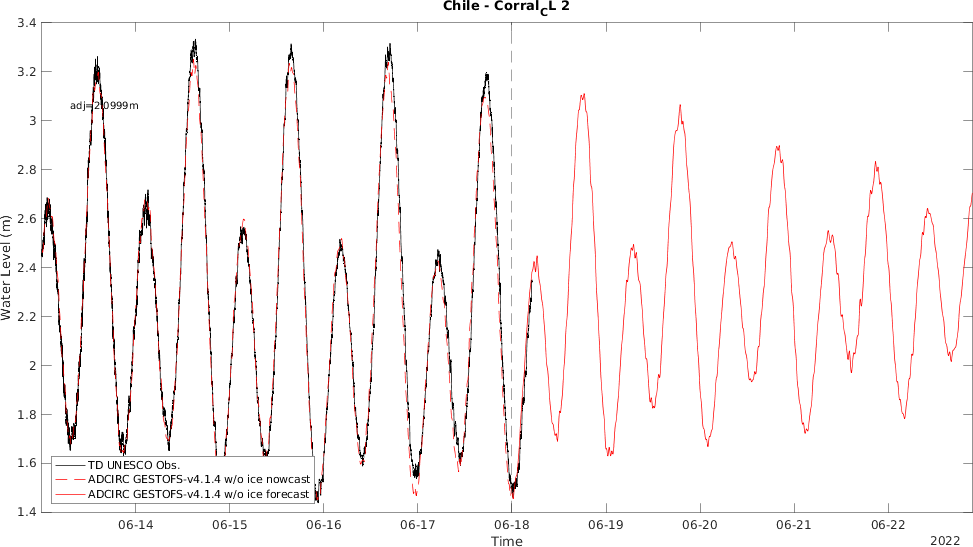 Chile - Corral_CL 2
3.4
3.2
3
2.8
2.6
2.4
2.2
2
1.8
1.6
1.4
Water Level (m)
adj=2.0999m
TD UNESCO Obs.
ADCIRC GESTOFS-v4.1.4 w/o ice nowcast
ADCIRC GESTOFS-v4.1.4 w/o ice forecast
06-14 06-15 06-16 06-17 06-18 06-19 06-20 06-21 06-22
Time
2022